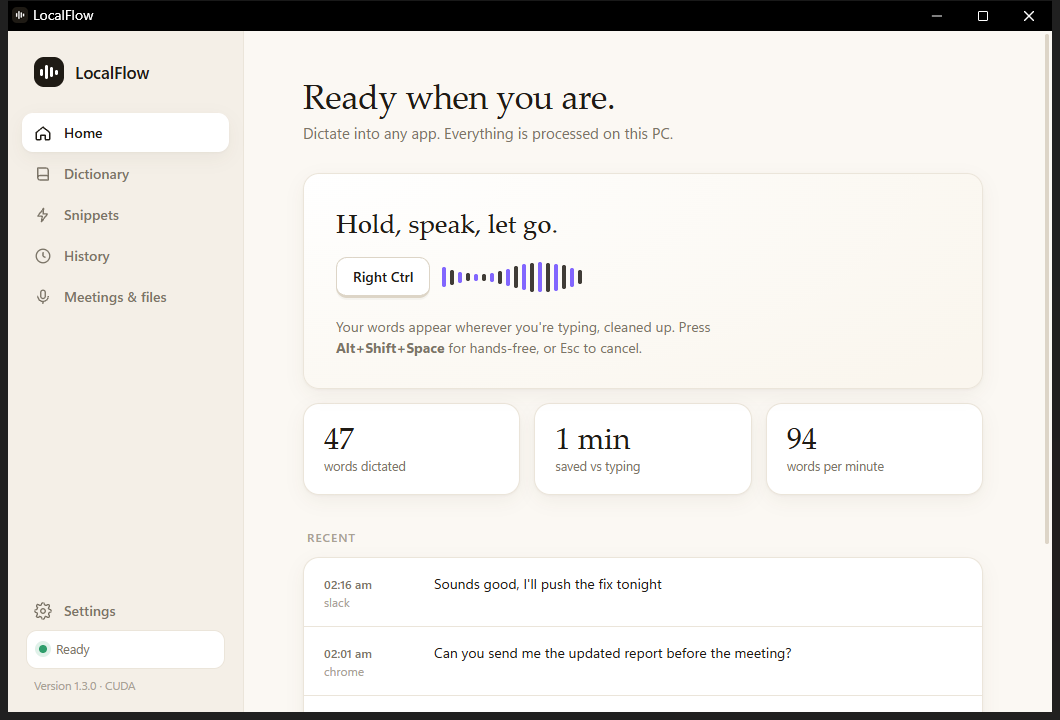 LocalFlow
LocalFlow
Home
Dictionary
Snippets
History
Meetings & files
Settings
Ready
Version 1.3.0 · CUDA
Ready when you are.
Dictate into any app. Everything is processed on this PC.
Hold, speak, let go.
Right Ctrl
Your words appear wherever you're typing, cleaned up. Press
Alt+Shift+Space for hands-free, or Esc to cancel.
47
words dictated
1 min
saved vs typing
94
words per minute
RECENT
02:16 am
slack
Sounds good, I'll push the fix tonight
02:01 am
chrome
Can you send me the updated report before the meeting?